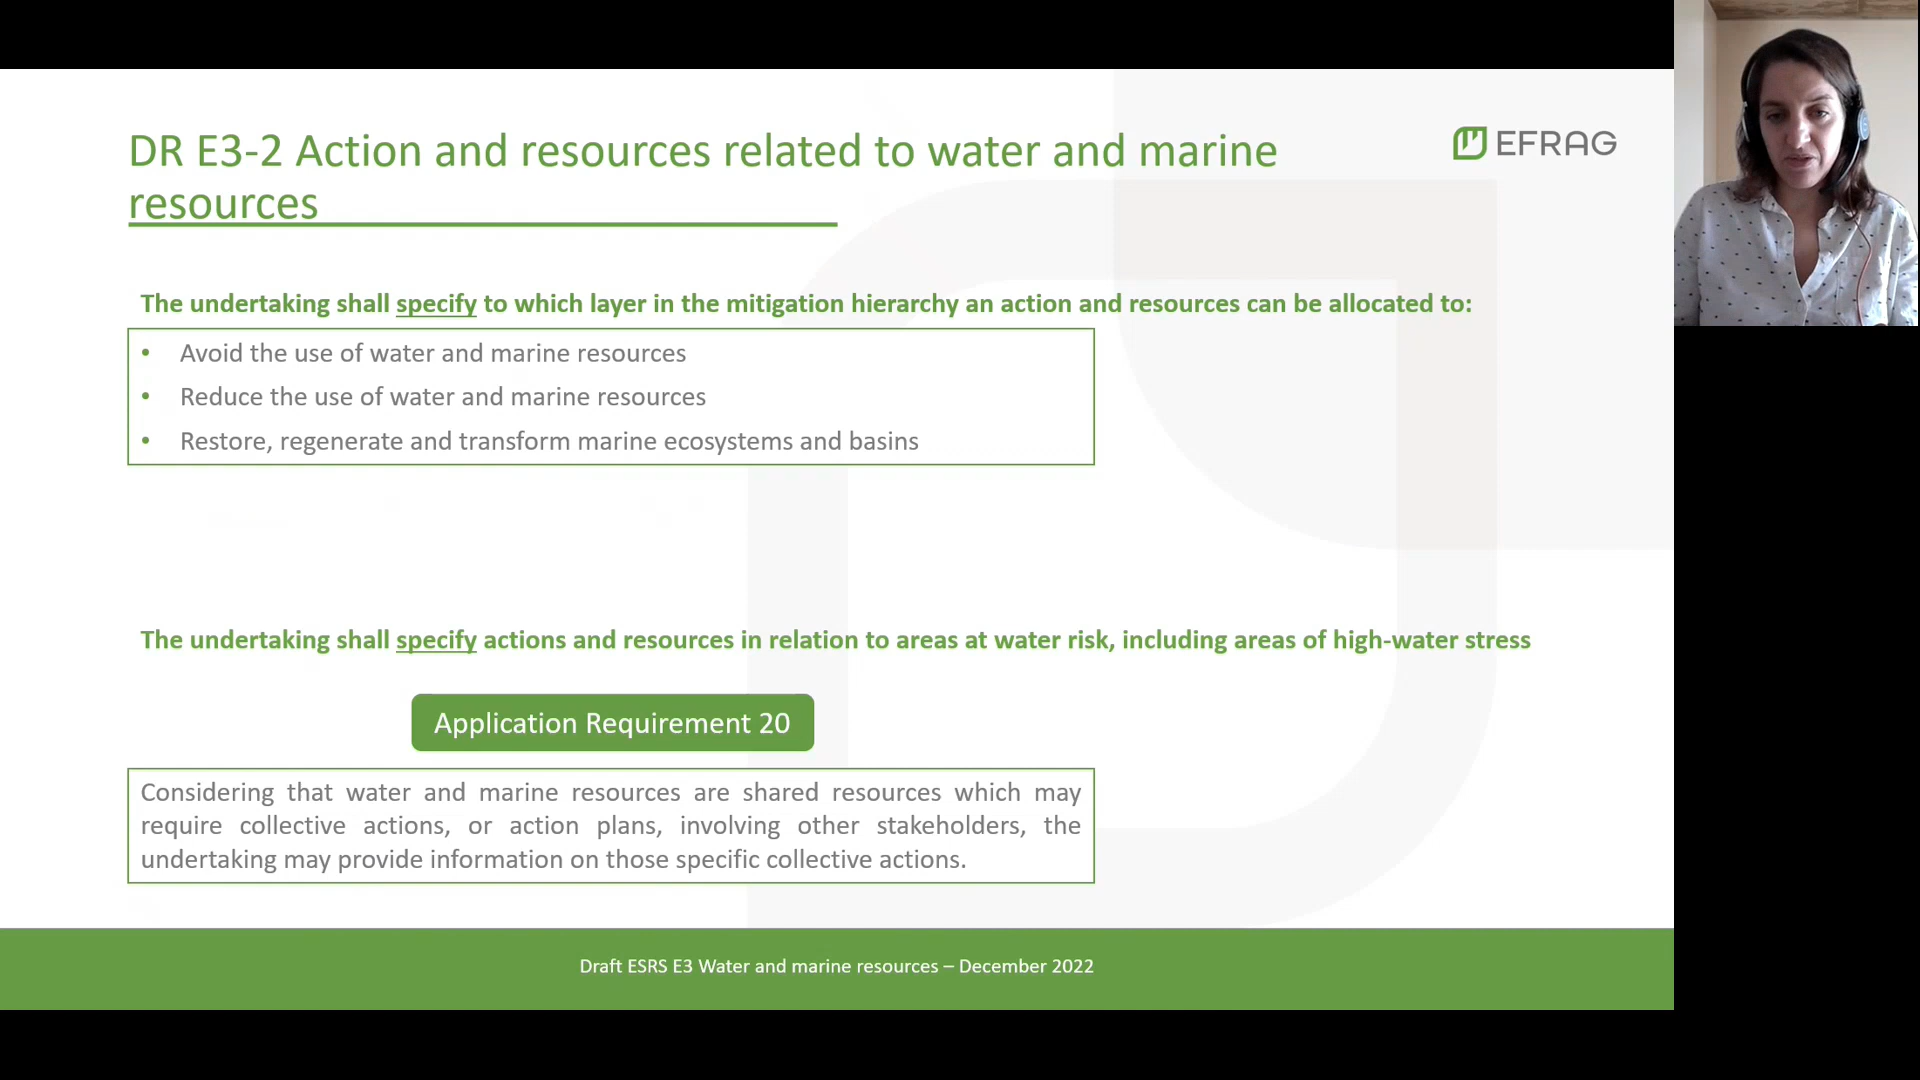 DR E3-2 Action and resources related to water and marine
resources
EFRAG
The undertaking shall specify to which layer in the mitigation hierarchy an action and resources can be allocated to:
• Avoid the use of water and marine resources
• Reduce the use of water and marine resources
• Restore, regenerate and transform marine ecosystems and basins
The undertaking shall specify actions and resources in relation to areas at water risk, including areas of high-water stress
Application Requirement 20
Considering that water and marine resources are shared resources which may
require collective actions, or action plans, involving other stakeholders, the
undertaking may provide information on those specific collective actions.
Draft ESRS E3 Water and marine resources – December 2022